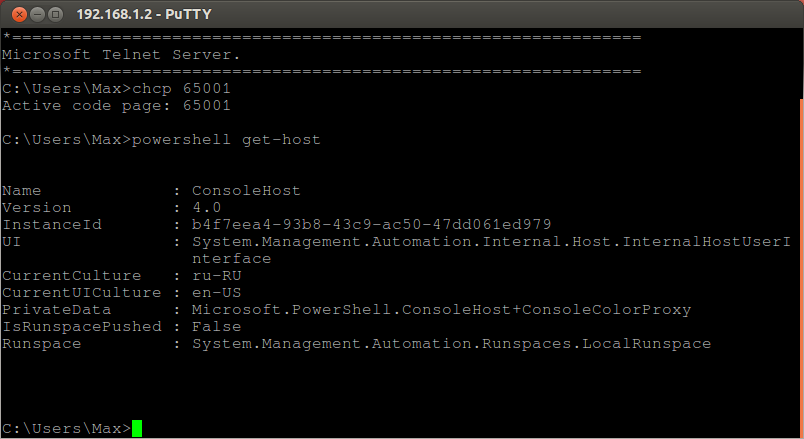 192.168.1.2 - PuTTY
*===============================================================
Microsoft Telnet Server.
*===============================================================
C:\Users\Max>chcp 65001
Active code page: 65001
C:\Users\Max>powershell get-host
Name             : ConsoleHost
Version          : 4.0
InstanceId       : b4f7eea4-93b8-43c9-ac50-47dd061ed979
UI               : System.Management.Automation.Internal.Host.InternalHostUserI
                   nterface
CurrentCulture   : ru-RU
CurrentUICulture : en-US
PrivateData      : Microsoft.PowerShell.ConsoleHost+ConsoleColorProxy
IsRunspacePushed : False
Runspace         : System.Management.Automation.Runspaces.LocalRunspace
C:\Users\Max>